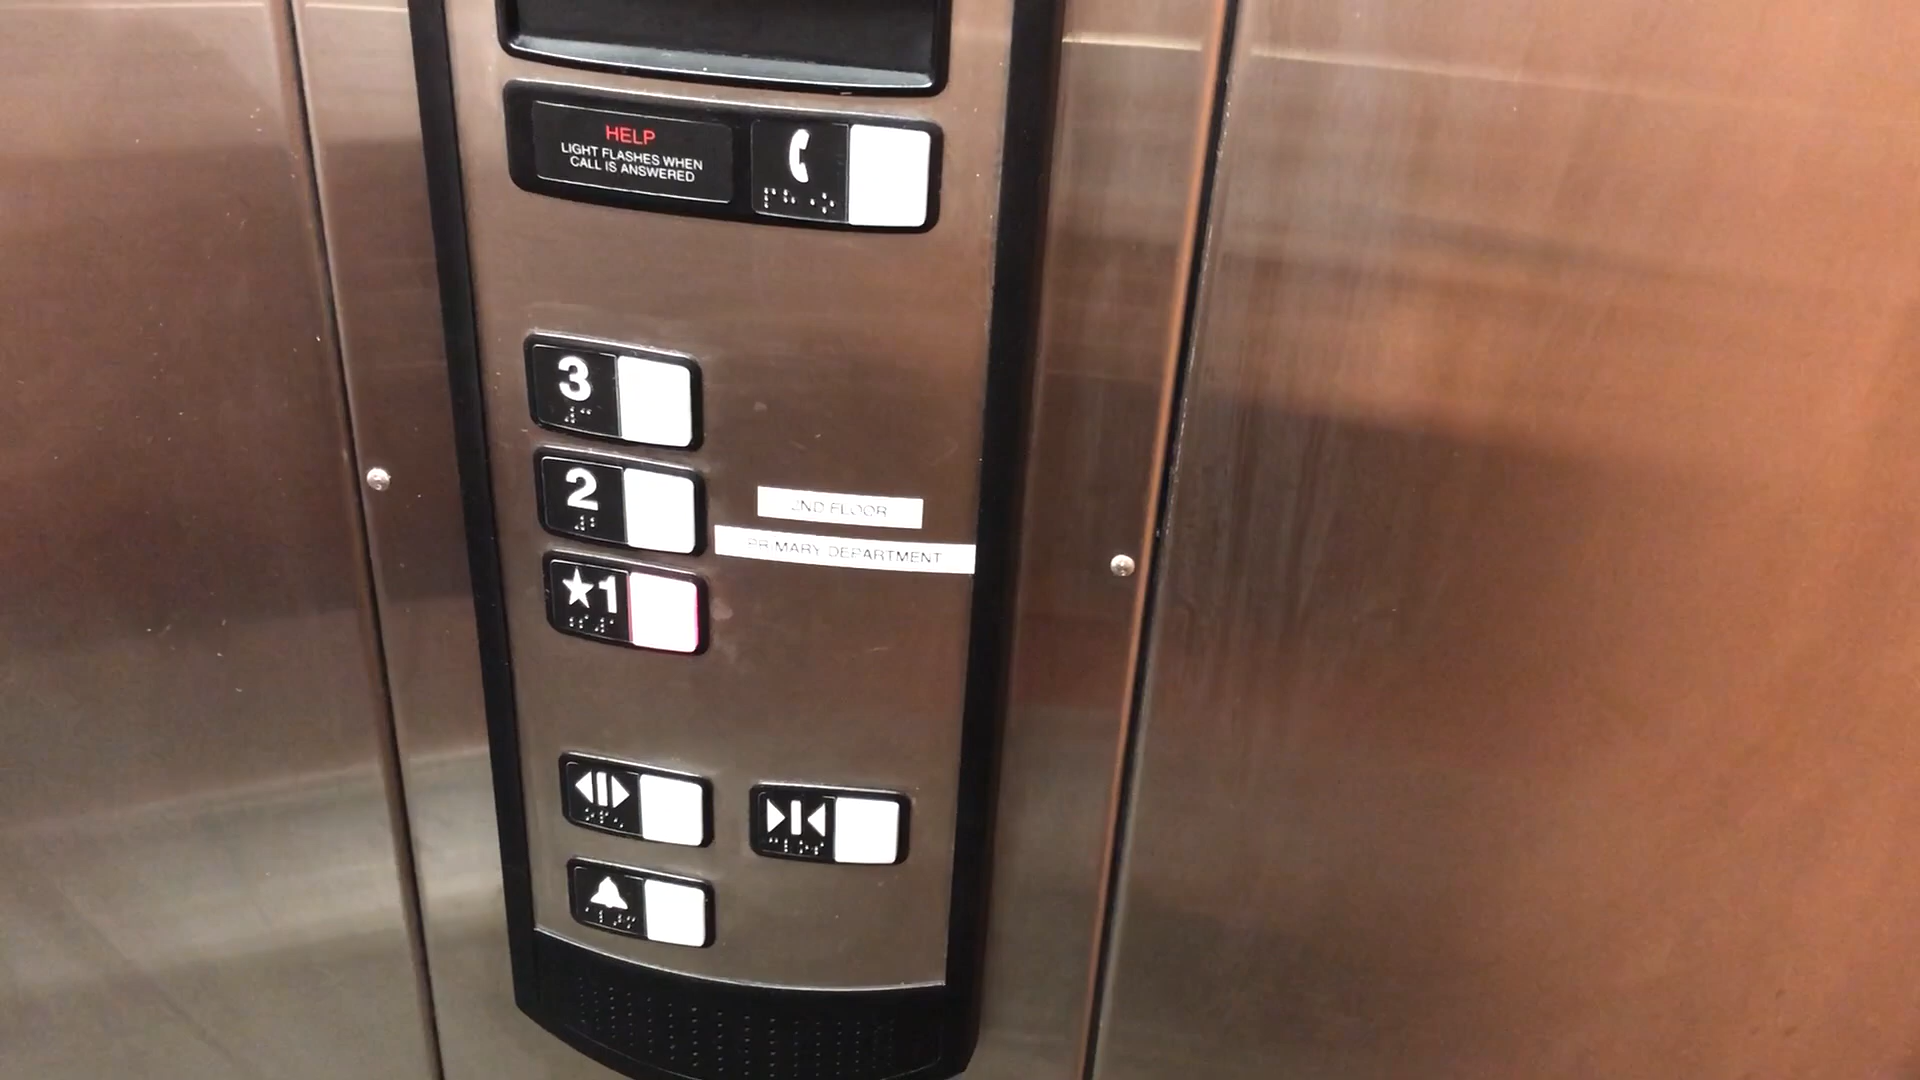 HELP
LIGHT FLASHES WHEN
CALL IS ANSWERED
3
2
2ND FLOOR
PRIMARY DEPARTMENT
★1